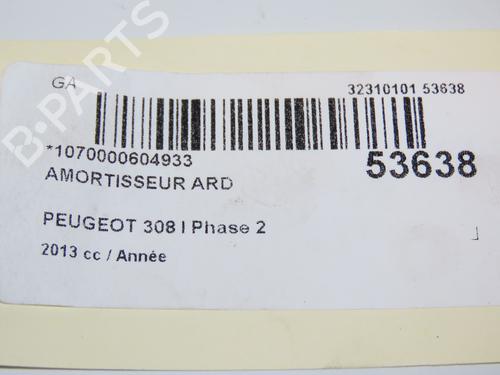 GA
32310101 53638
*1070000604933
53638
AMORTISSEUR ARD
PEUGEOT 308 I Phase 2
2013 cc / Année
B-PARTS